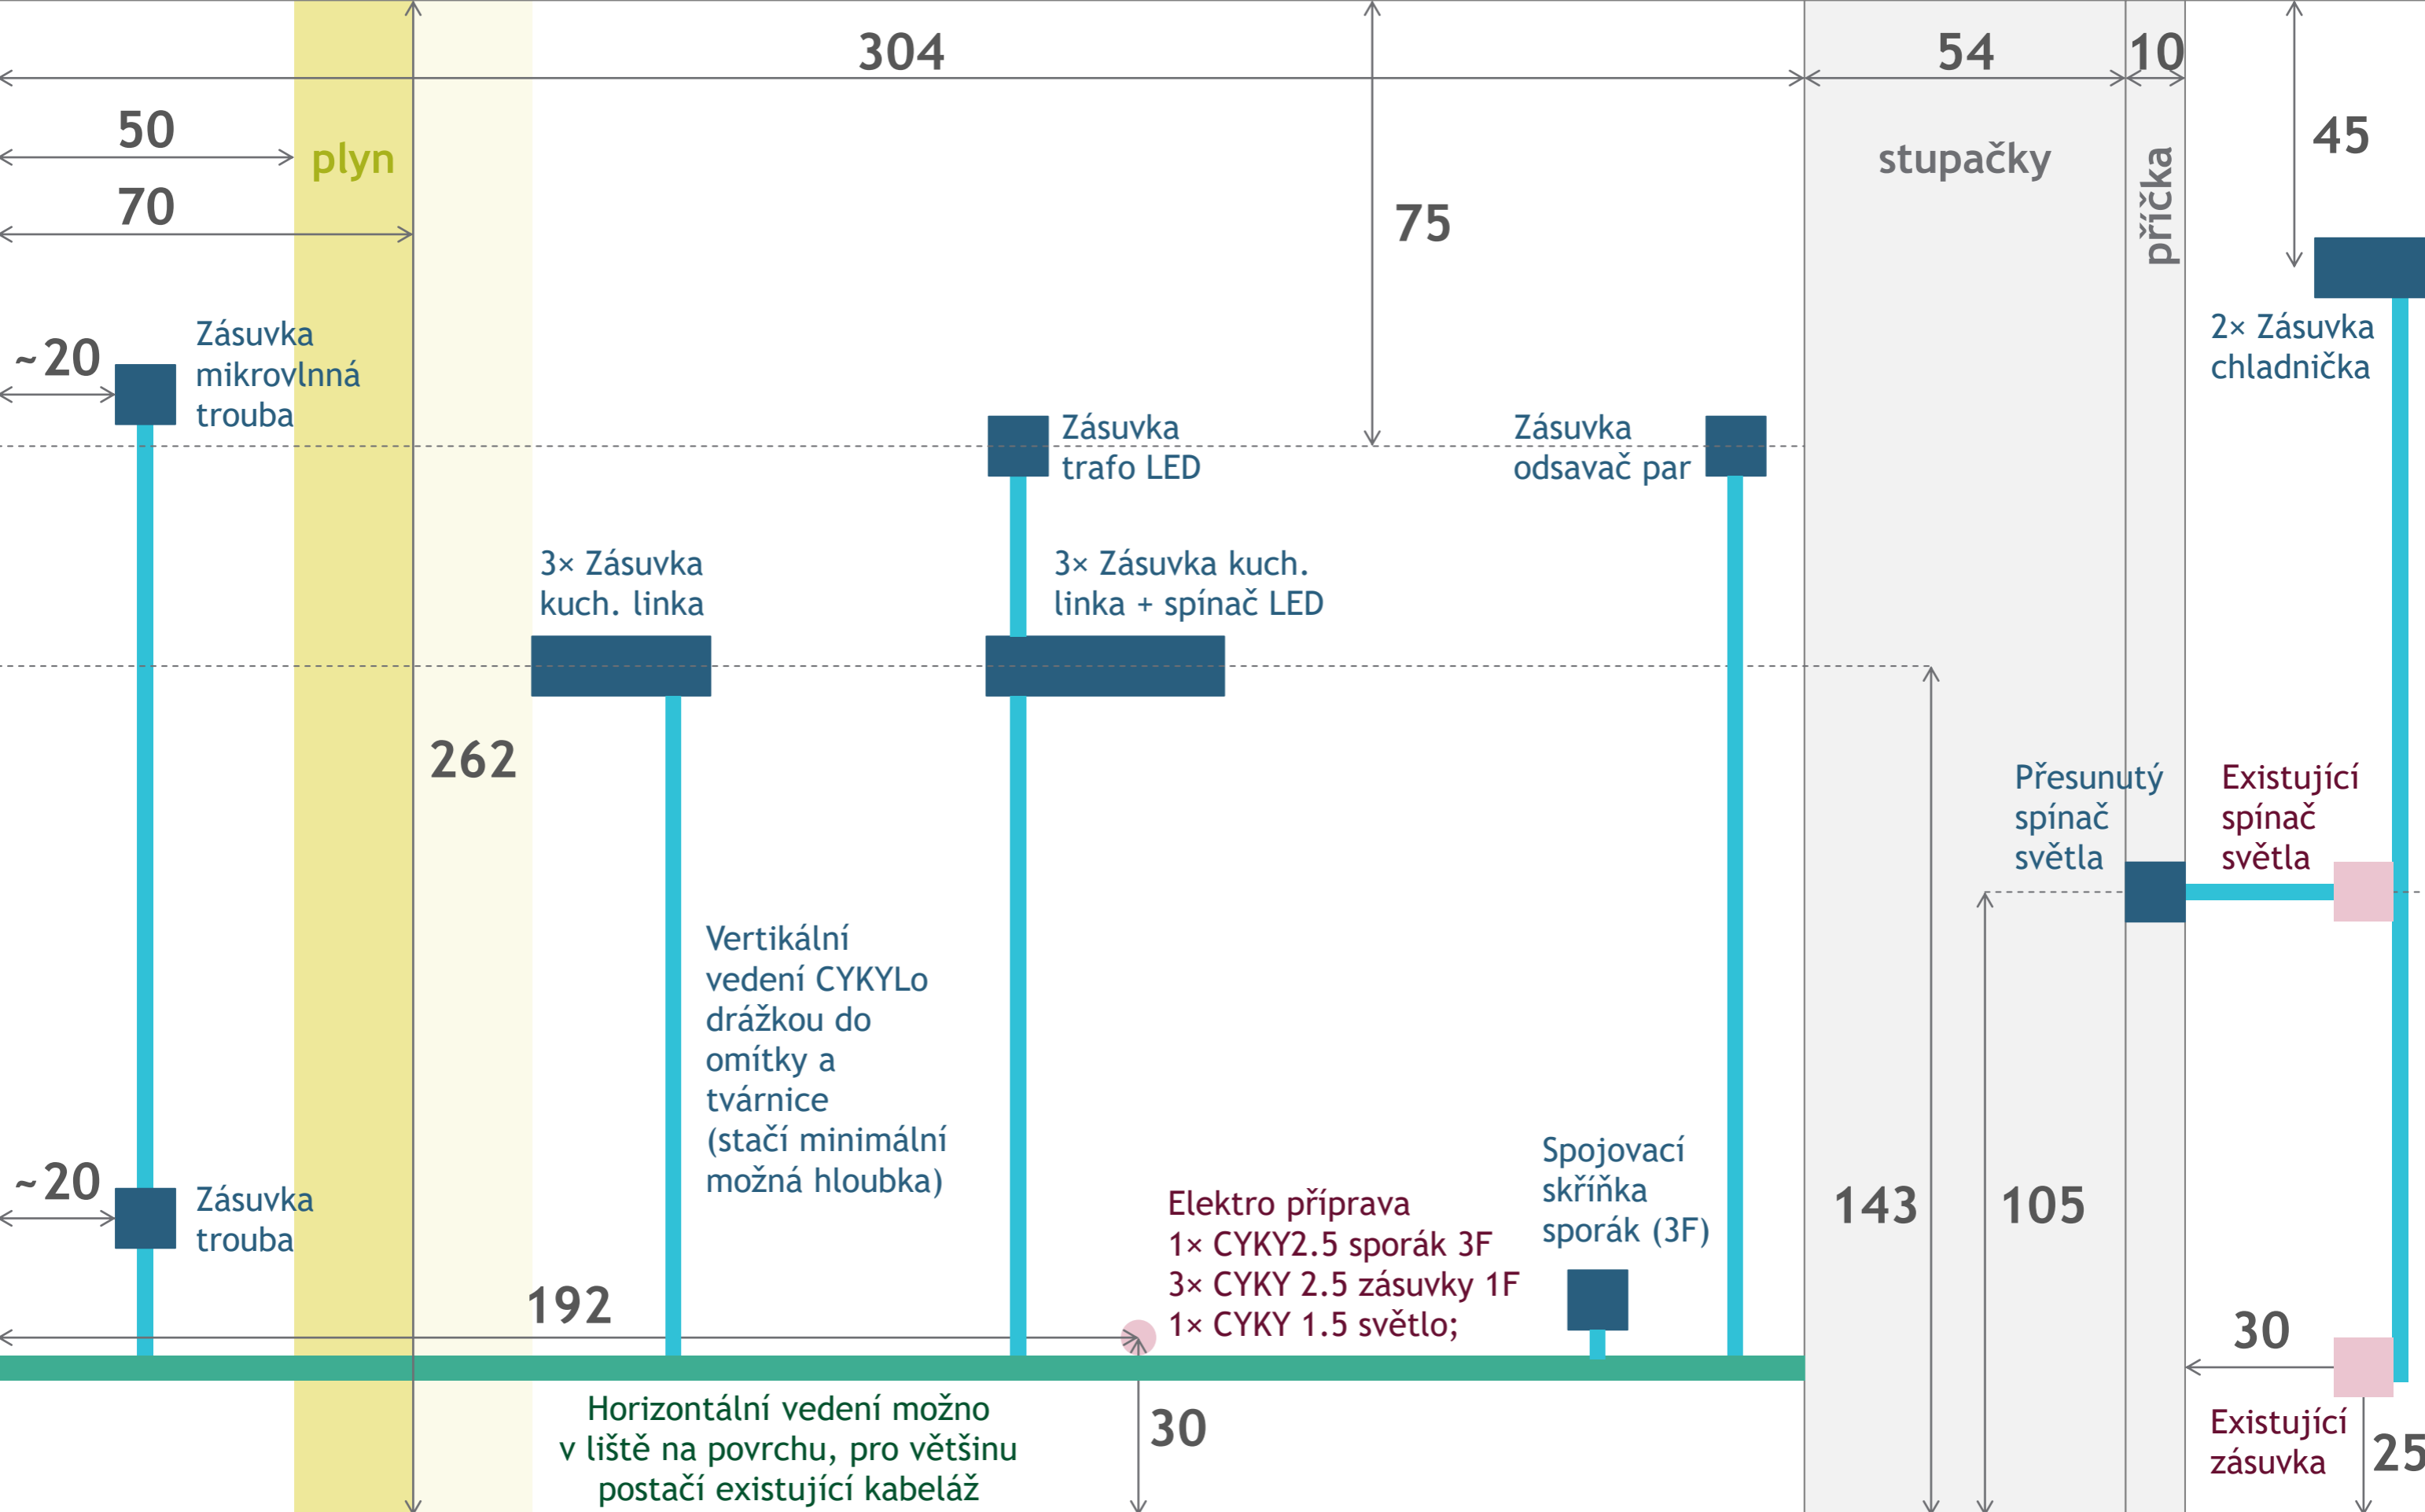 304
54
10
50
plyn
stupačky
příčka
45
70
75
~20
Zásuvka
mikrovlnná
trouba
2× Zásuvka
chladnička
Zásuvka
trafo LED
Zásuvka
odsavač par
3× Zásuvka
kuch. linka
3× Zásuvka kuch.
linka + spínač LED
262
Přesunutý
spínač
světla
Existující
spínač
světla
Vertikální
vedení CYKYLo
drážkou do
omítky a
tvárnice
(stačí minimální
možná hloubka)
~20
Zásuvka
trouba
Elektro příprava
1× CYKY2.5 sporák 3F
3× CYKY 2.5 zásuvky 1F
1× CYKY 1.5 světlo;
Spojovací
skříňka
sporák (3F)
143
105
192
30
Horizontální vedení možno
v liště na povrchu, pro většinu
postačí existující kabeláž
30
Existující
zásuvka
25